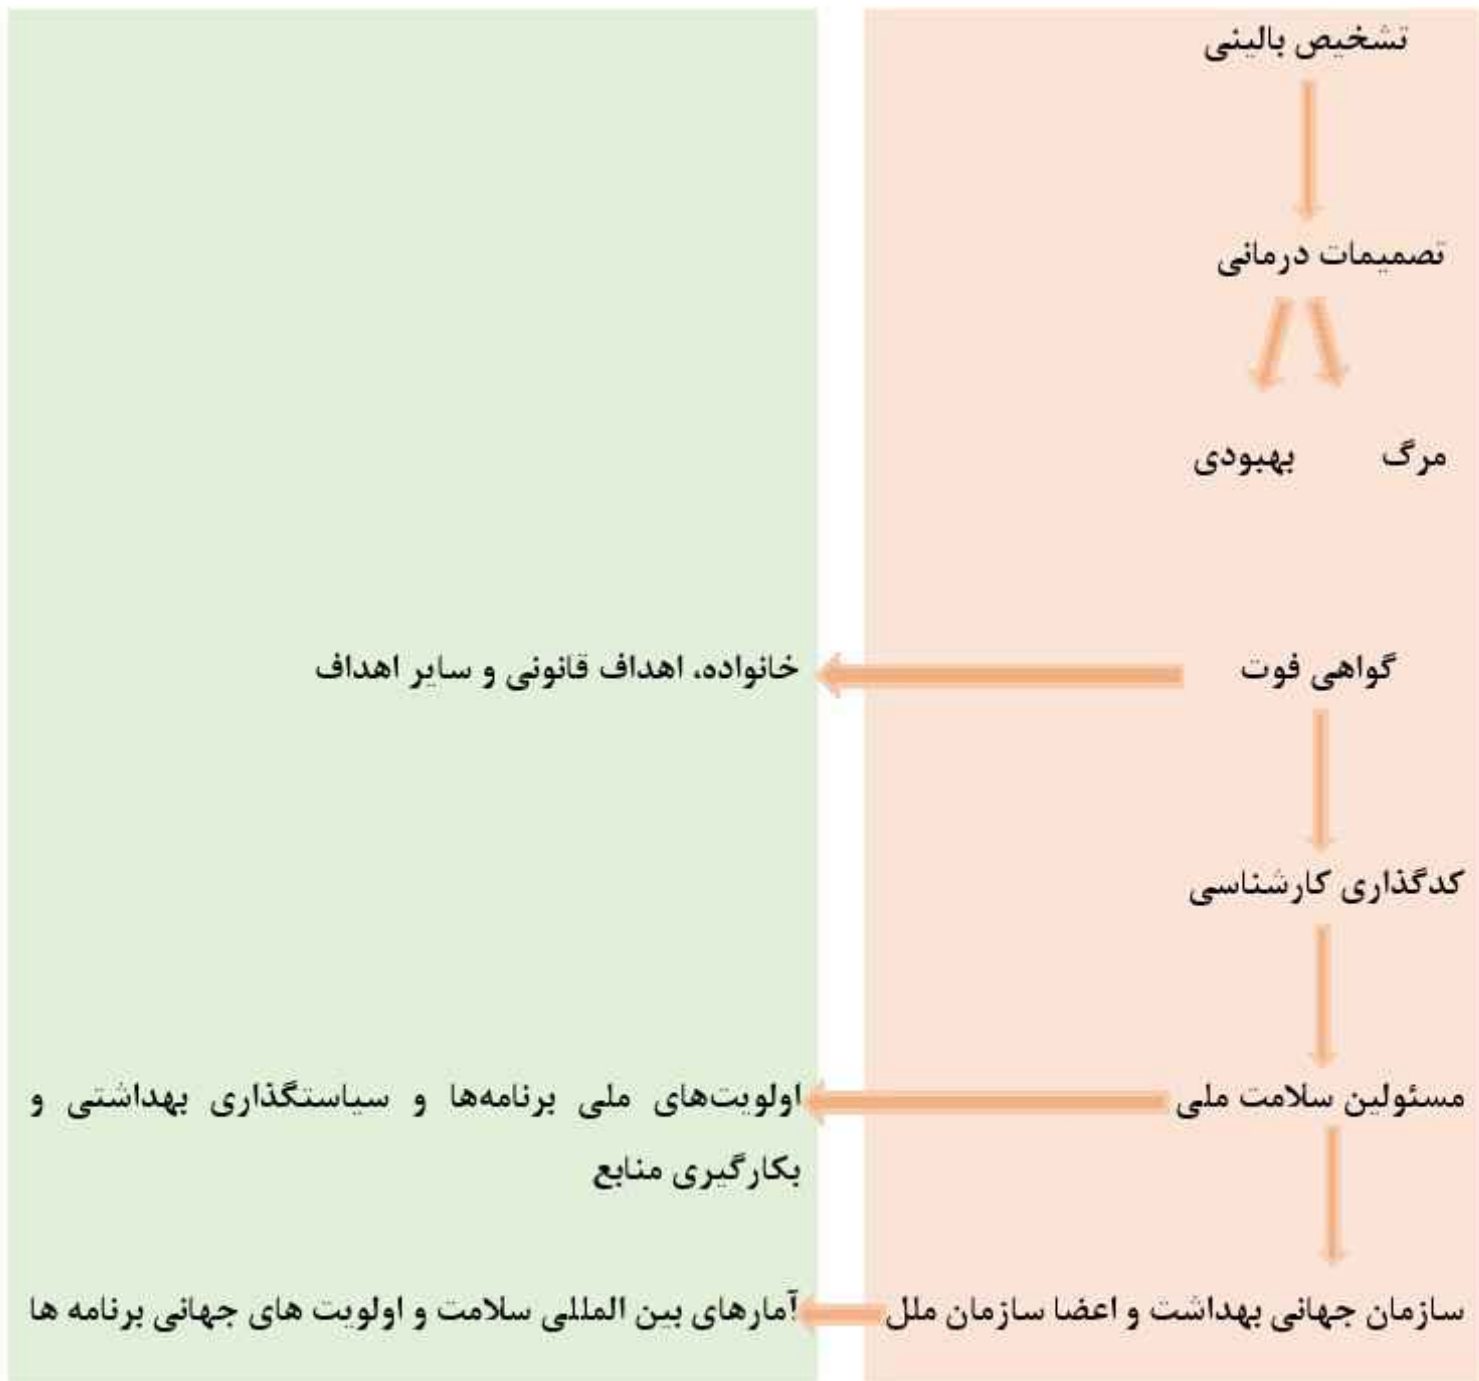 تشخیص بالینی
تصمیمات درمانی
مرگ بهبودی
گواهی فوت
خانواده، اهداف قانونی و سایر اهداف
کدگذاری کارشناسی
مسئولین سلامت ملی
اولویت‌های ملی برنامه‌ها و سیاستگذاری بهداشتی و
بکارگیری منابع
سازمان جهانی بهداشت و اعضا سازمان ملل
آمارهای بین المللی سلامت و اولویت های جهانی برنامه ها